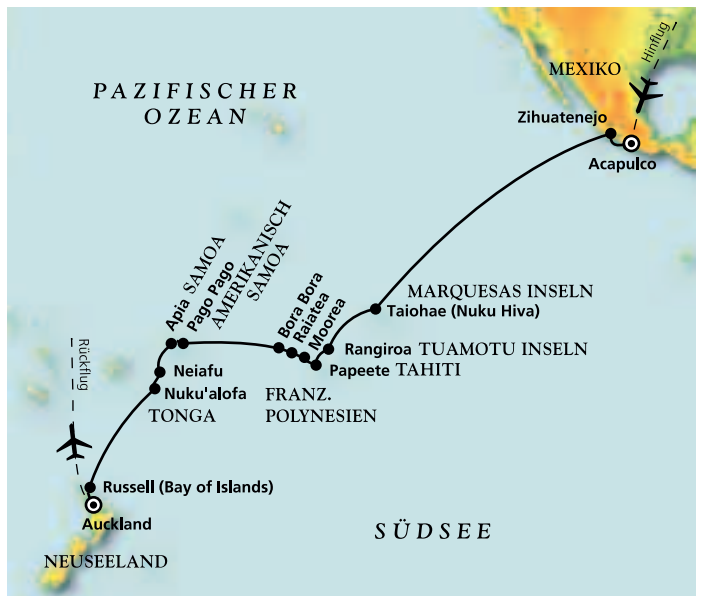 PAZIFISCHER
OZEAN
Hinflug
MEXIKO
Zihuatenejo
Acapulco
Apia SAMOA
Pago Pago
AMERIKANISCH
SAMOA
Bora Bora
Raiatea
Moorea
MARQUESAS INSELN
Taiohae (Nuku Hiva)
Rangiroa TUAMOTU INSELN
Papeete TAHITI
Rückflug
Neiafu
Nuku'alofa
TONGA
FRANZ.
POLYNESIEN
Russell (Bay of Islands)
Auckland
SÜDSEE
NEUSEELAND